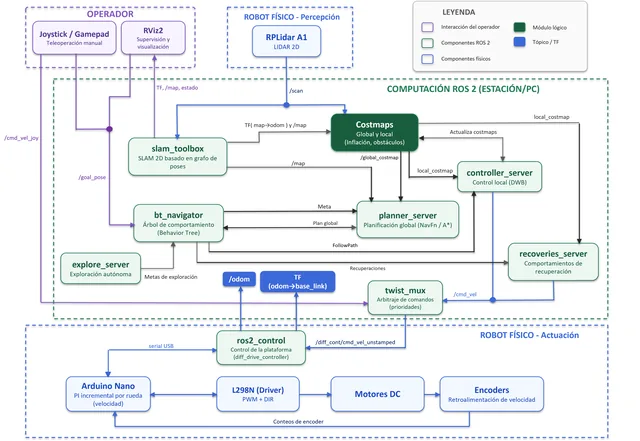 OPERADOR
Joystick / Gamepad
Teleoperación manual
RViz2
Supervisión y
visualización
ROBOT FÍSICO - Percepción
RPLidar A1
LIDAR 2D
LEYENDA
Interacción del operador
Componentes ROS 2
Componentes físicos
Módulo lógico
Tópico / TF
TF, /map, estado
/scan
COMPUTACIÓN ROS 2 (ESTACIÓN/PC)
/cmd_vel_joy
/goal_pose
slam_toolbox
SLAM 2D basado en grafo de
poses
TF( map→odom ) y /map
Costmaps
Global y local
(Inflación, obstáculos)
local_costmap
Actualiza costmaps
/map
/global_costmap
local_costmap
controller_server
Control local (DWB)
bt_navigator
Árbol de comportamiento
(Behavior Tree)
Meta
Plan global
planner_server
Planificación global (NavFn / A*)
FollowPath
explore_server
Exploración autónoma
Metas de exploración
Recuperaciones
recoveries_server
Comportamientos de
recuperación
/odom
TF
(odom→base_link)
twist_mux
Arbitraje de comandos
(prioridades)
/cmd_vel
ROBOT FÍSICO - Actuación
serial USB
ros2_control
Control de la plataforma
(diff_drive_controller)
/diff_cont/cmd_vel_unstamped
Arduino Nano
PI incremental por rueda
(velocidad)
L298N (Driver)
PWM + DIR
Motores DC
Encoders
Retroalimentación de velocidad
Conteos de encoder